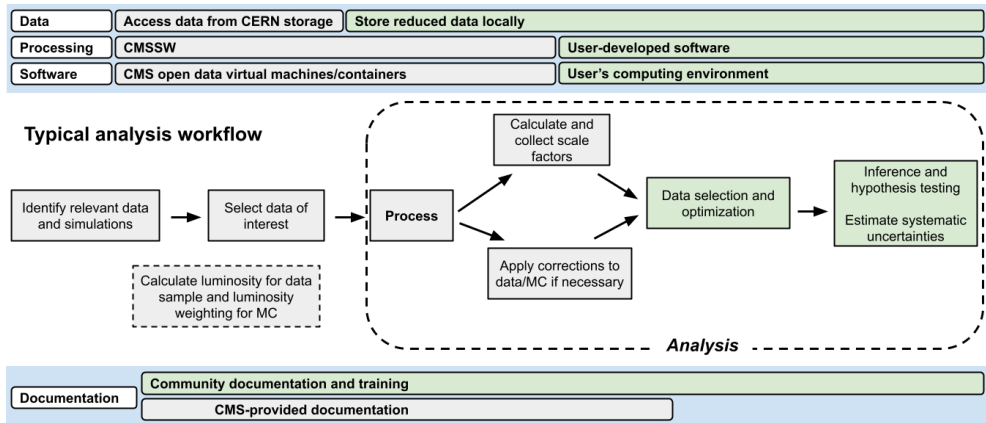 Data
Access data from CERN storage
Store reduced data locally
Processing
CMSSW
User-developed software
Software
CMS open data virtual machines/containers
User's computing environment
Typical analysis workflow
Identify relevant data
and simulations
Select data of
interest
Calculate luminosity for data
sample and luminosity
weighting for MC
Process
Calculate and
collect scale
factors
Apply corrections to
data/MC if necessary
Data selection and
optimization
Inference and
hypothesis testing
Estimate systematic
uncertainties
Analysis
Documentation
Community documentation and training
CMS-provided documentation